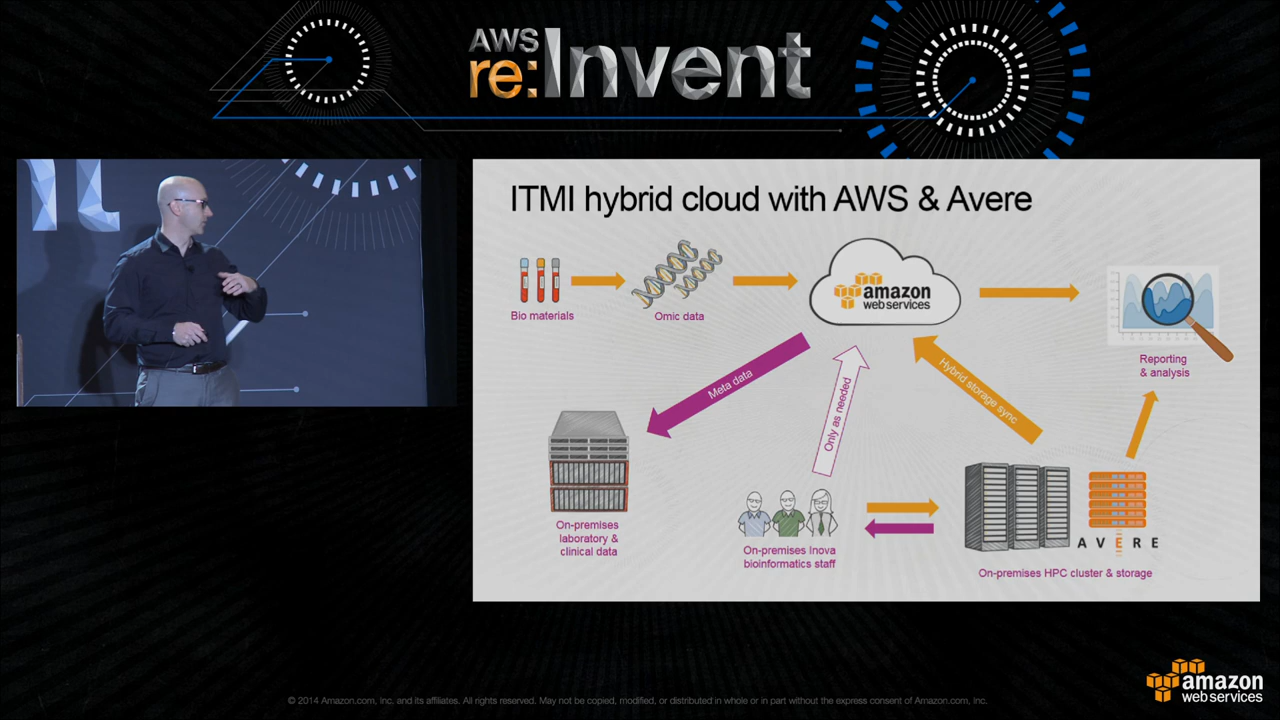 AWS
re:Invent
ITMI hybrid cloud with AWS & Avere
Bio materials
Omic data
amazon
web services
Reporting
& analysis
Meta data
Only as needed
Hybrid storage sync
On-premises
laboratory &
clinical data
On-premises Inova
bioinformatics staff
AVERE
On-premises HPC cluster & storage
© 2014 Amazon.com, Inc. and its affiliates. All rights reserved. May not be copied, modified, or distributed in whole or in part without the express consent of Amazon.com, Inc.
amazon
web services